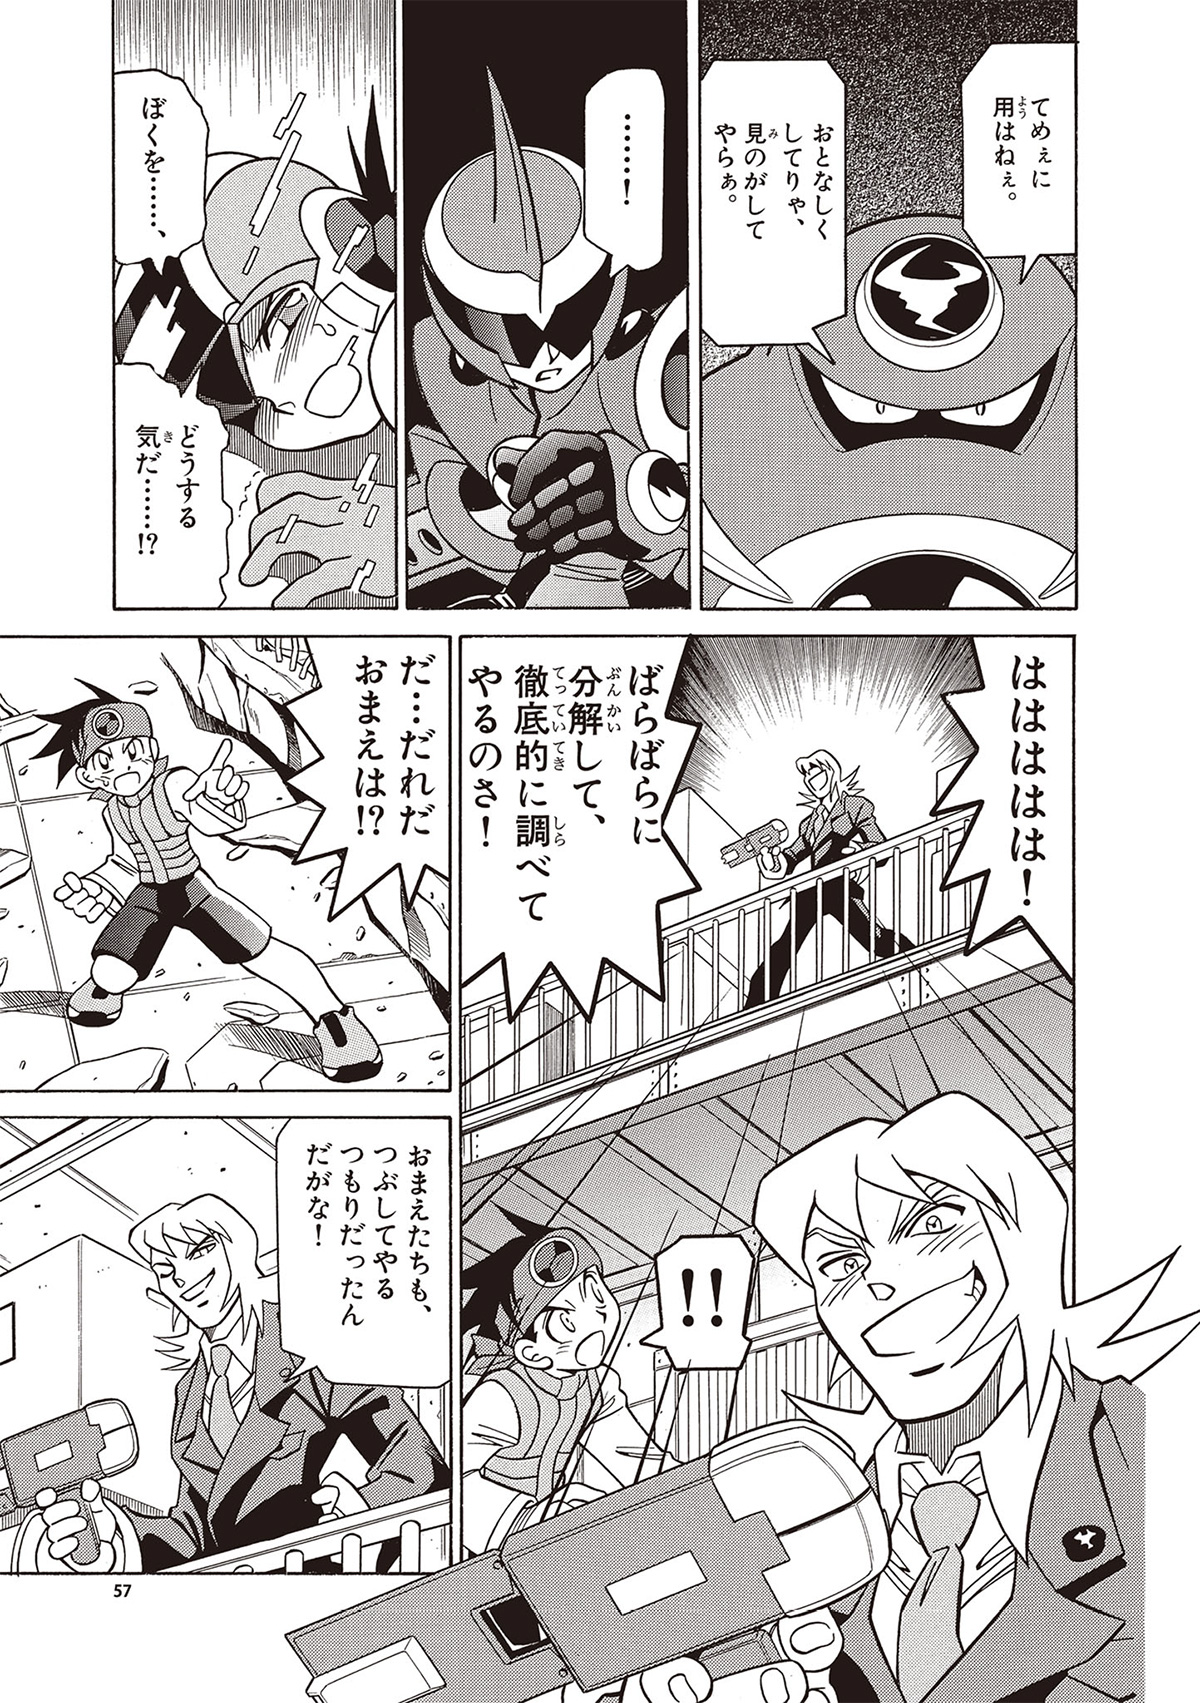 てめぇに
用はねぇ。
おとなしく
してりゃ、
見のがして
やらぁ。
……！
ぼくを……、
どうする
気だ……!?
はははははは！
ばらばらに
分解して、
徹底的に調べて
やるのさ！
だ…だれだ
おまえは!?
!!
おまえたちも、
つぶしてやる
つもりだったん
だがな！
57